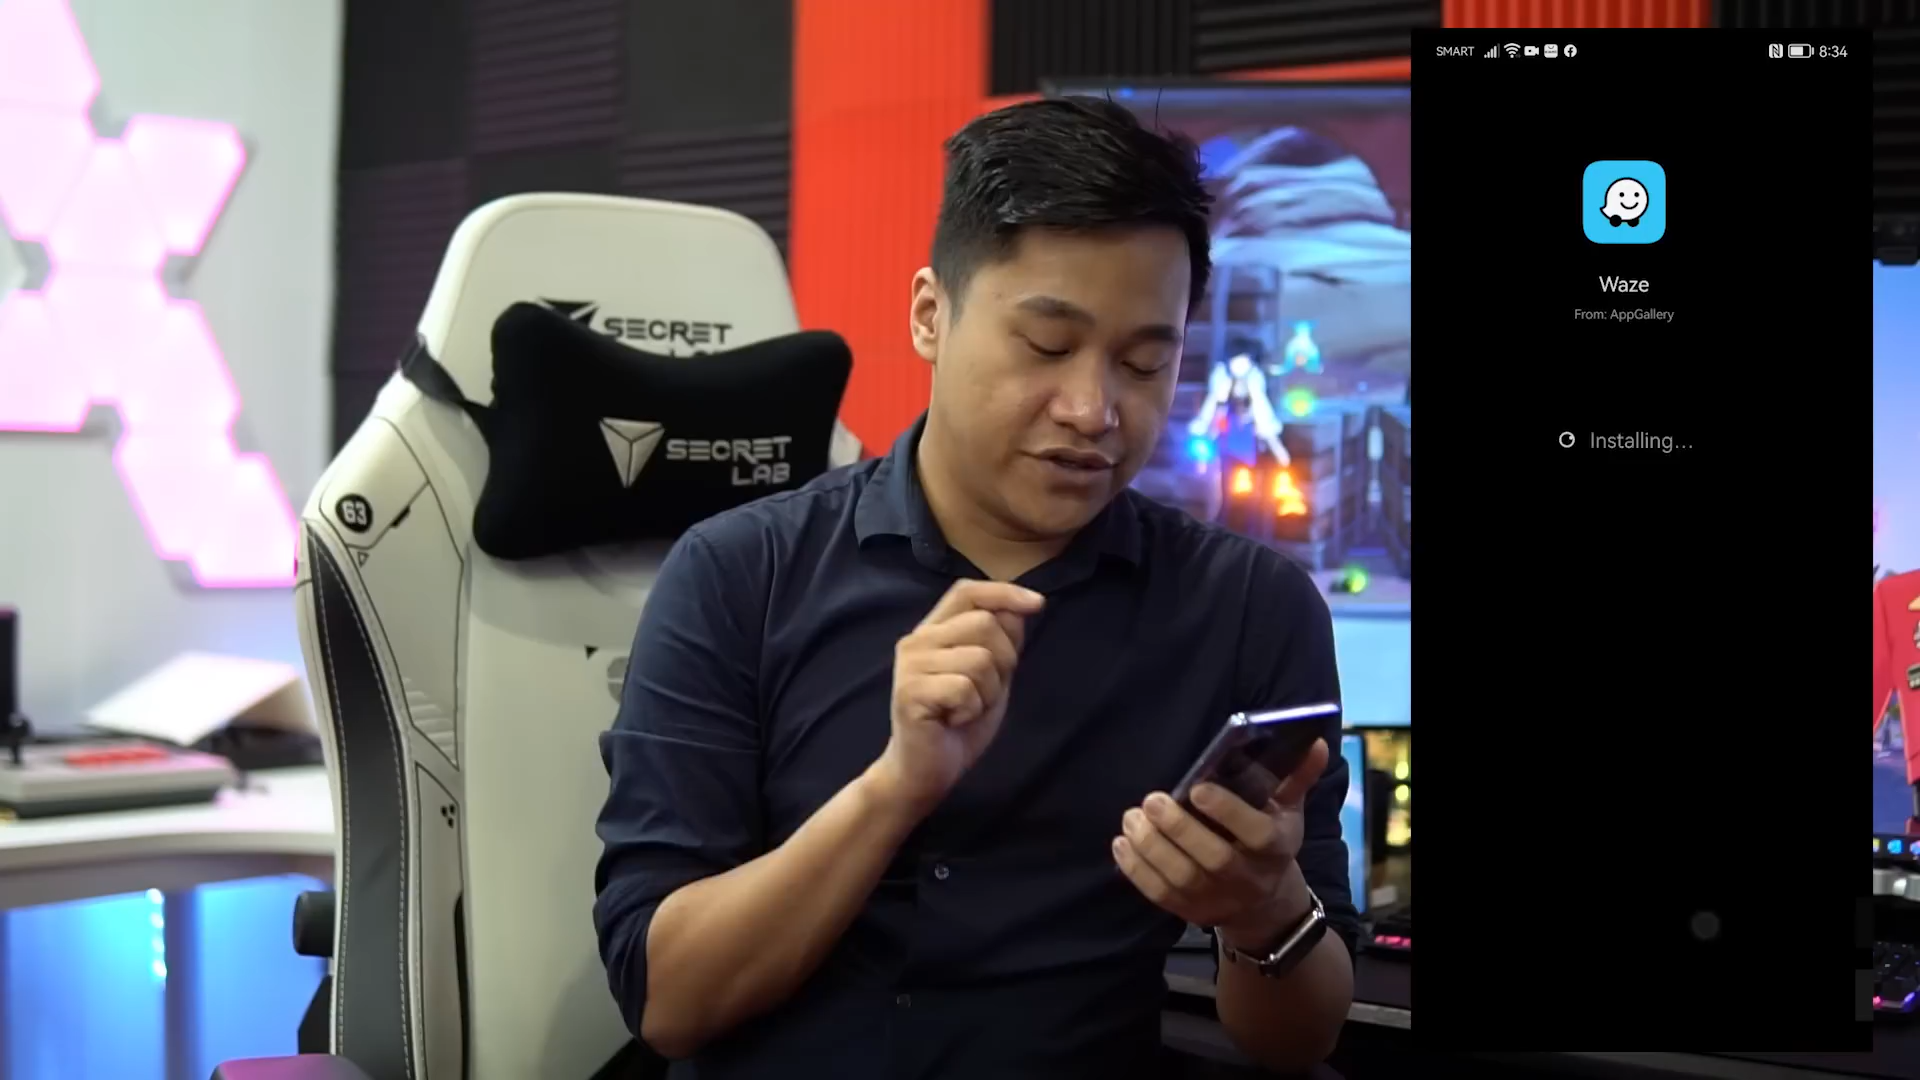 SECRET
SECRET
LAB
63
SMART
8:34
Waze
From: AppGallery
Installing...